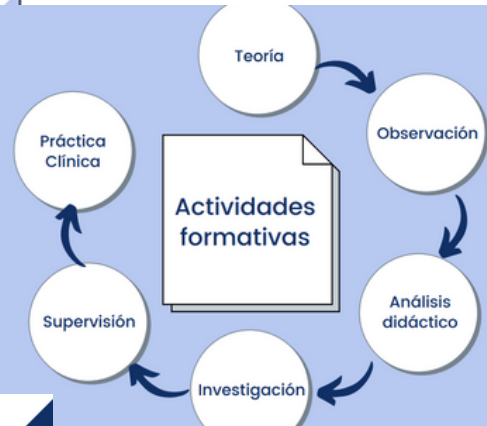 Teoría
Observación
Análisis
didáctico
Investigación
Supervisión
Práctica
Clínica
Actividades
formativas